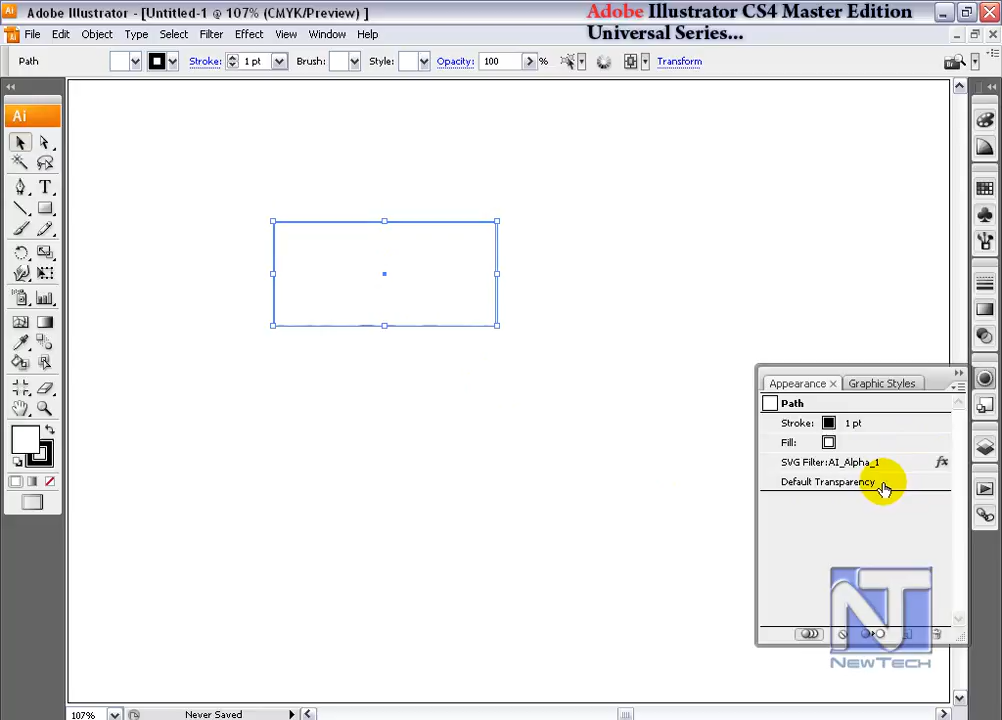 Adobe Illustrator - [Untitled-1 @ 107% (CMYK/Preview) ]
Adobe Illustrator CS4 Master Edition
Universal Series...
File Edit Object Type Select Filter Effect View Window Help
Path Stroke: 1 pt Brush: Style: Opacity: 100 % Transform
Ai
T
Appearance Graphic Styles
Path
Stroke: 1 pt
Fill:
SVG Filter:AI_Alpha_1 fx
Default Transparency
NT
NEWTECH
107% Never Saved